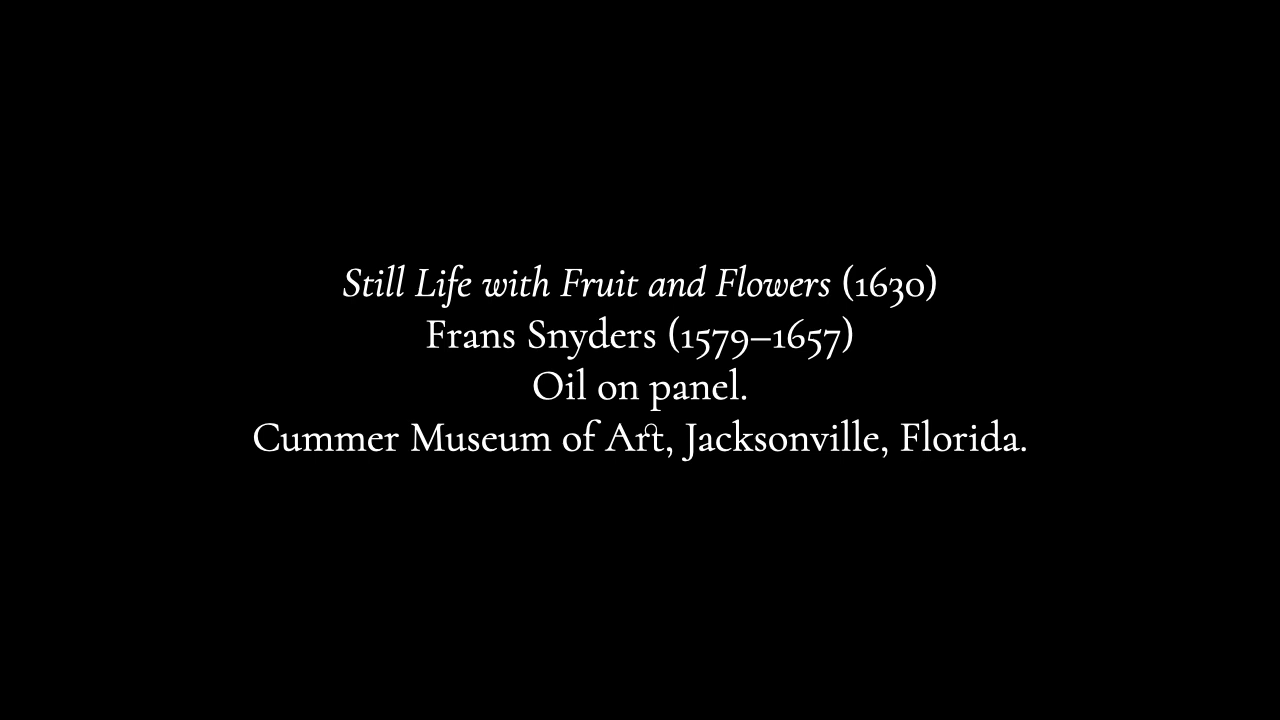 Still Life with Fruit and Flowers (1630)
Frans Snyders (1579–1657)
Oil on panel.
Cummer Museum of Art, Jacksonville, Florida.